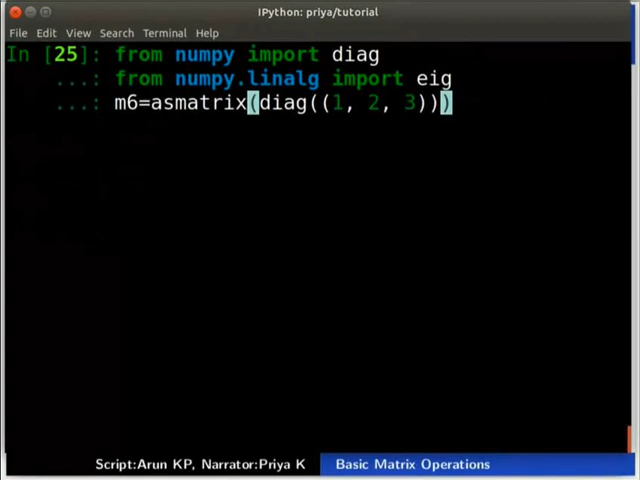 IPython: priya/tutorial
File Edit View Search Terminal Help
In [25]: from numpy import diag
...: from numpy.linalg import eig
...: m6=asmatrix(diag((1, 2, 3)))
Script:Arun KP, Narrator:Priya K
Basic Matrix Operations